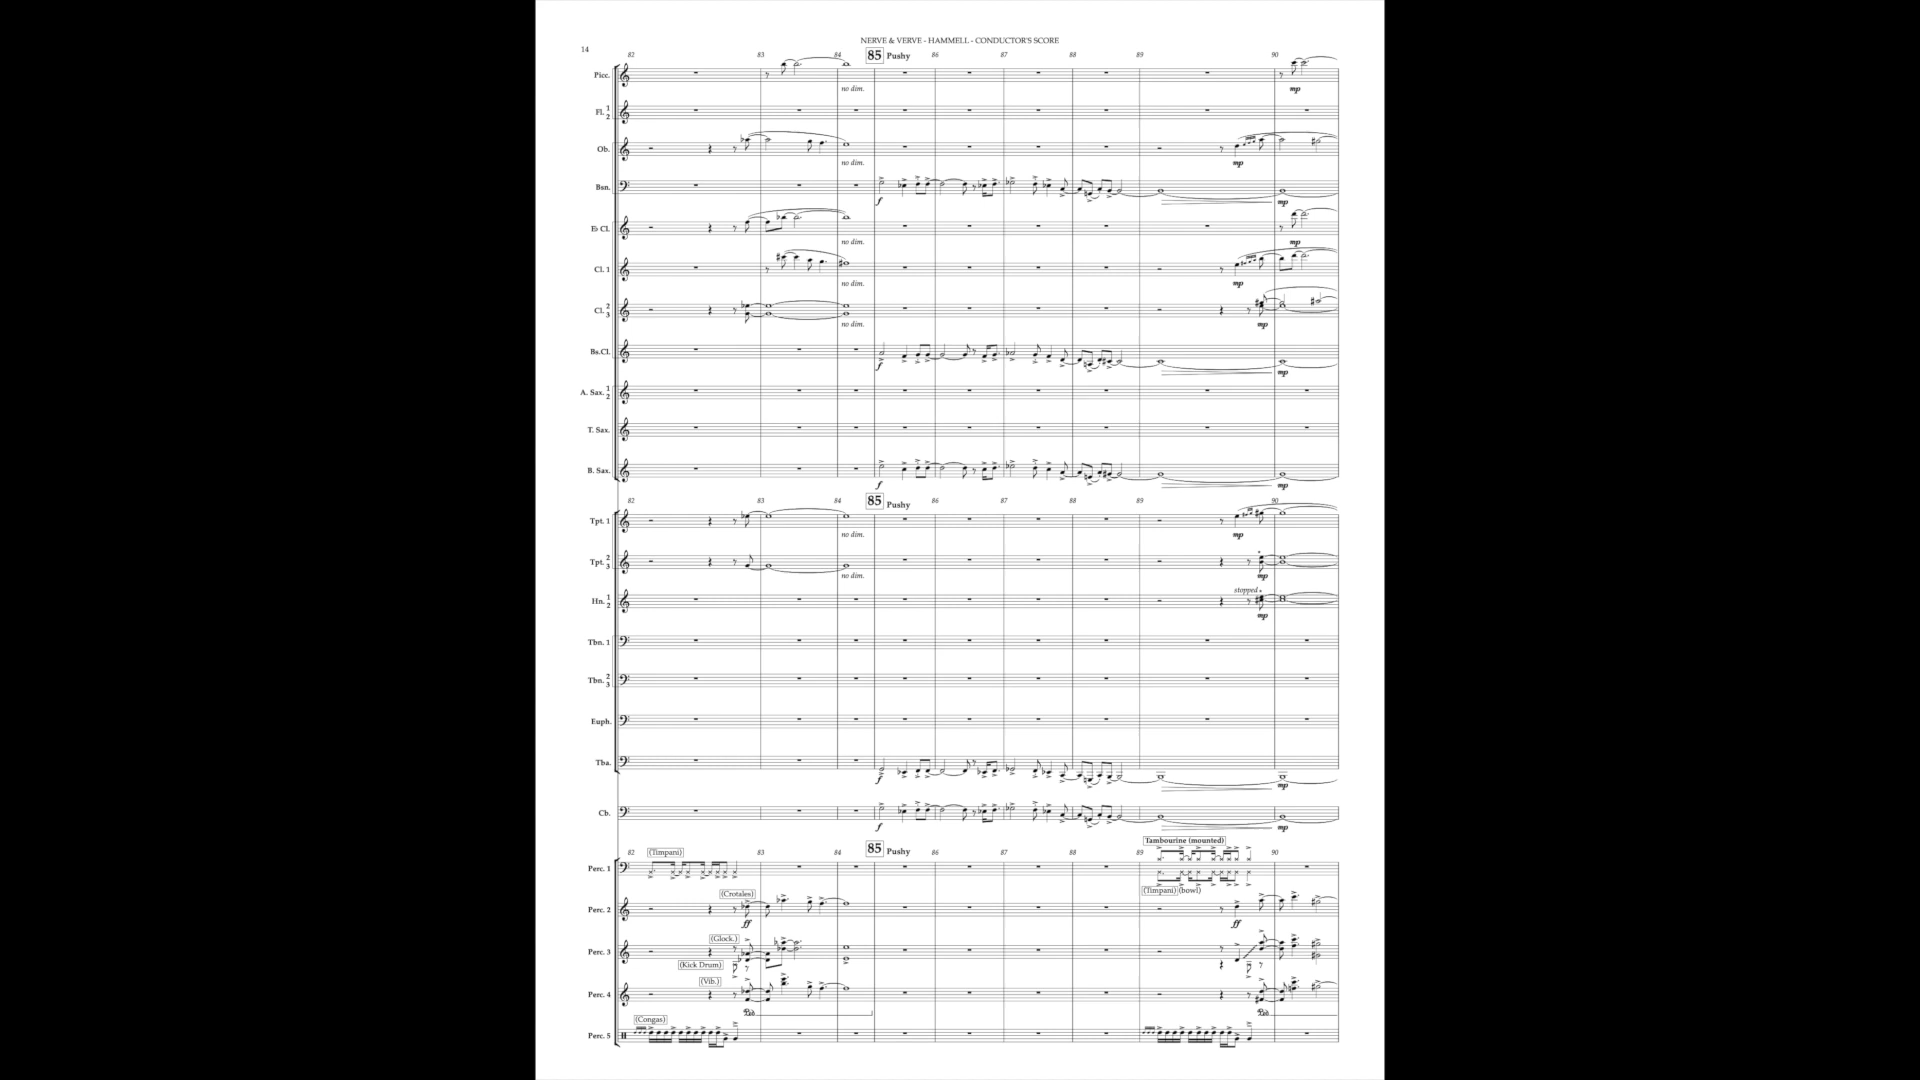 NERVE & VERVE - HAMMELL - CONDUCTOR'S SCORE
14
82 83 84 85 Pushy 86 87 88 89 90
Picc.
no dim.
mp
Fl. 1 2
Ob.
no dim.
mp
Bsn.
f
mp
E♭ Cl.
no dim.
mp
Cl. 1
no dim.
mp
Cl. 2 3
no dim.
mp
Bs.Cl.
f
mp
A. Sax. 1 2
T. Sax.
B. Sax.
f
mp
82 83 84 85 Pushy 86 87 88 89 90
Tpt. 1
no dim.
mp
Tpt. 2 3
no dim.
mp
stopped
Hn. 1 2
mp
Tbn. 1
Tbn. 2 3
Euph.
Tba.
f
mp
Cb.
f
mp
82 83 84 85 Pushy 86 87 88 89 90
(Timpani)
Tambourine (mounted)
Perc. 1
(Timpani) (bowl)
(Crotales)
Perc. 2
ff
ff
(Glock.)
Perc. 3
(Kick Drum)
(Vib.)
Perc. 4
Ped.
Ped.
(Congas)
Perc. 5